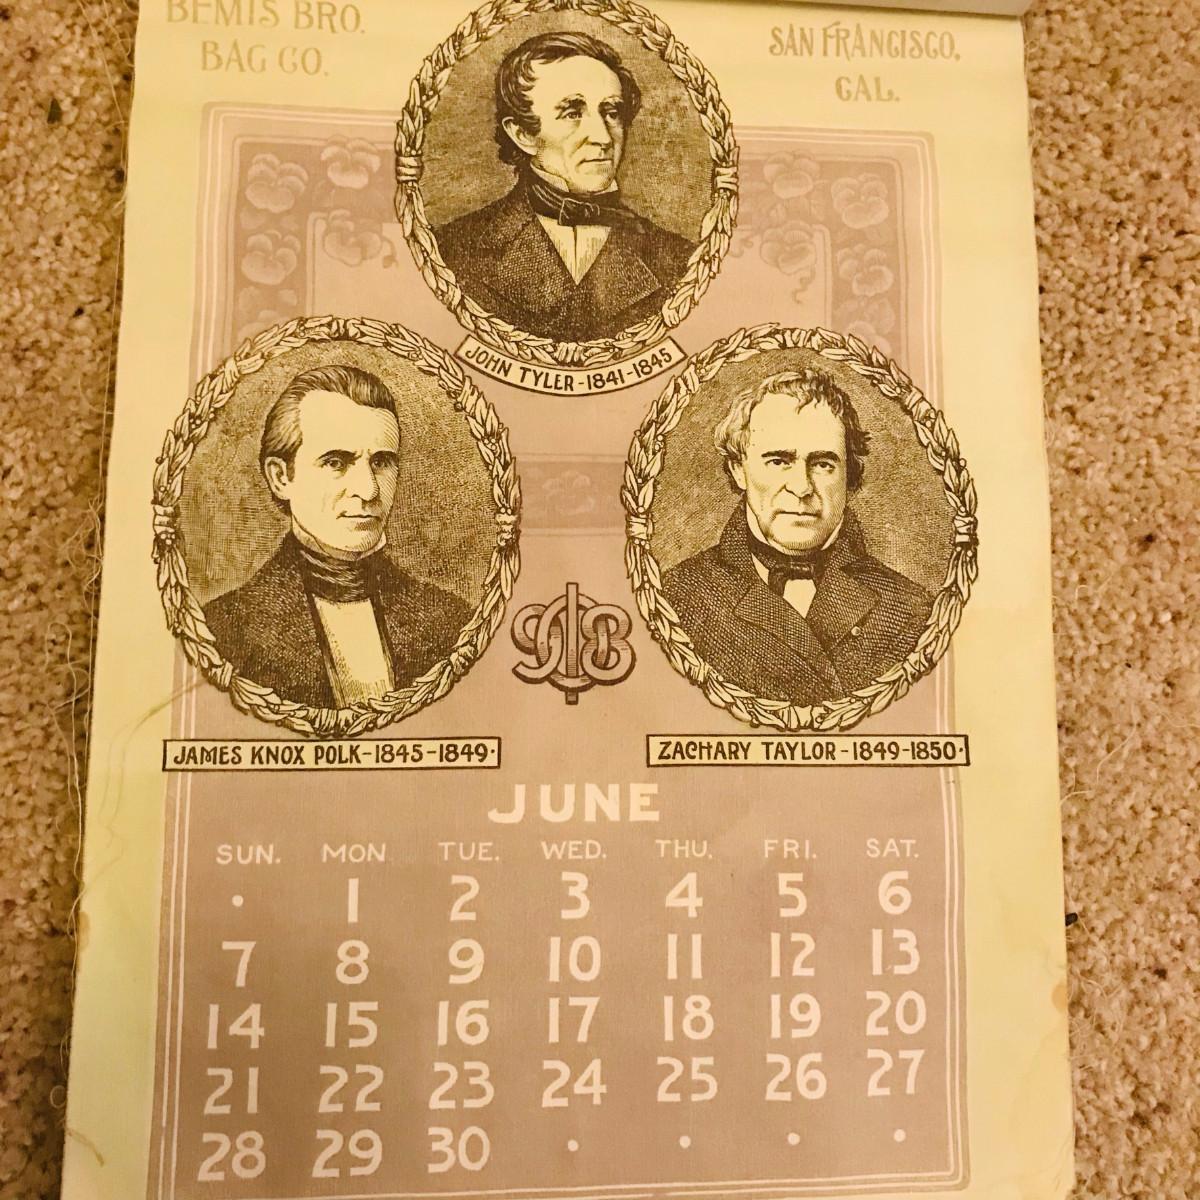 BEMIS BRO.
BAG CO.
SAN FRANCISCO,
CAL.
JOHN TYLER-1841-1845
JAMES KNOX POLK-1845-1849·
ZACHARY TAYLOR-1849-1850·
1908
JUNE
SUN. MON. TUE. WED. THU. FRI. SAT.
· 1 2 3 4 5 6
7 8 9 10 11 12 13
14 15 16 17 18 19 20
21 22 23 24 25 26 27
28 29 30 · · · ·